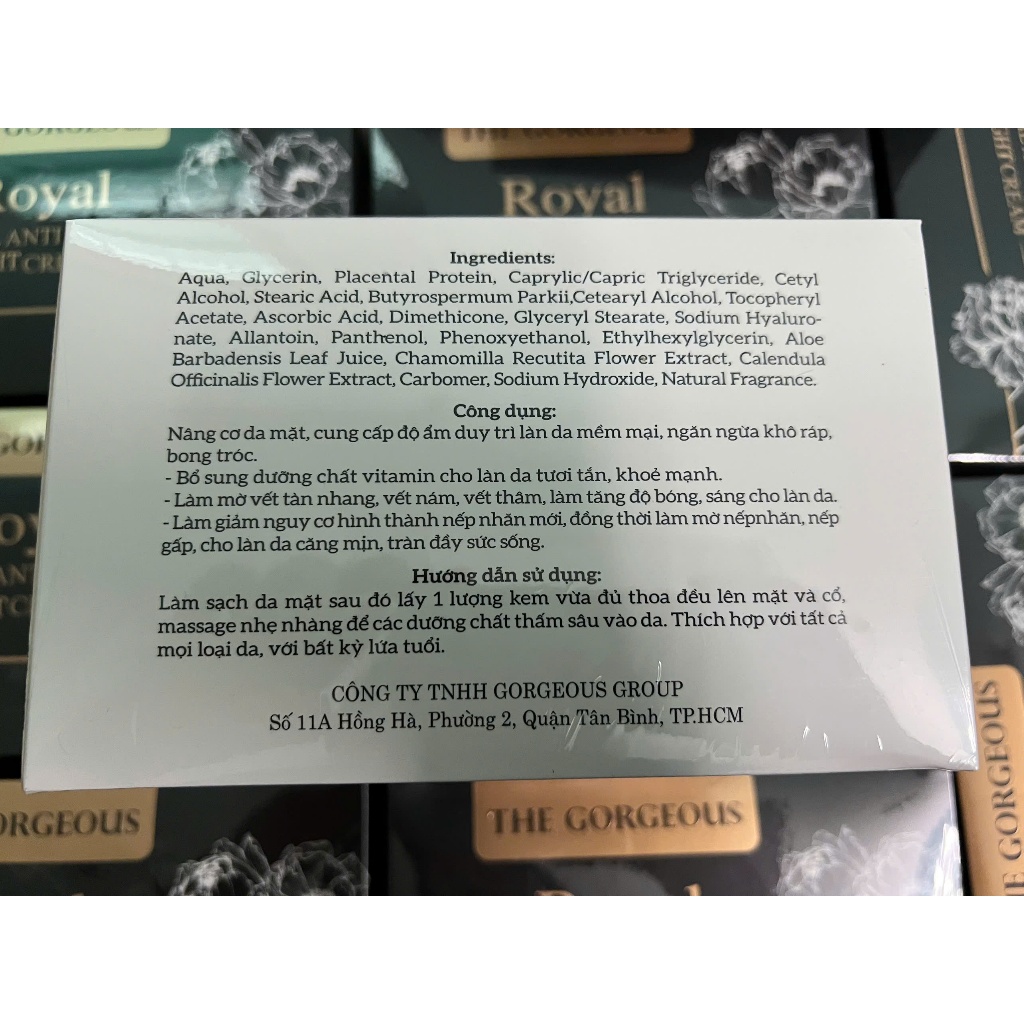 GORGEOUS
THE GORGEOUS
Royal
Royal
ANTI
Ingredients:
Aqua, Glycerin, Placental Protein, Caprylic/Capric Triglyceride, Cetyl
Alcohol, Stearic Acid, Butyrospermum Parkii,Cetearyl Alcohol, Tocopheryl
Acetate, Ascorbic Acid, Dimethicone, Glyceryl Stearate, Sodium Hyaluro-
nate, Allantoin, Panthenol, Phenoxyethanol, Ethylhexylglycerin, Aloe
Barbadensis Leaf Juice, Chamomilla Recutita Flower Extract, Calendula
Officinalis Flower Extract, Carbomer, Sodium Hydroxide, Natural Fragrance.
Công dụng:
Nâng cơ da mặt, cung cấp độ ẩm duy trì làn da mềm mại, ngăn ngừa khô ráp,
bong tróc.
- Bổ sung dưỡng chất vitamin cho làn da tươi tắn, khoẻ mạnh.
- Làm mờ vết tàn nhang, vết nám, vết thâm, làm tăng độ bóng, sáng cho làn da.
- Làm giảm nguy cơ hình thành nếp nhăn mới, đồng thời làm mờ nếpnhăn, nếp
gấp, cho làn da căng mịn, tràn đầy sức sống.
Hướng dẫn sử dụng:
Làm sạch da mặt sau đó lấy 1 lượng kem vừa đủ thoa đều lên mặt và cổ,
massage nhẹ nhàng để các dưỡng chất thấm sâu vào da. Thích hợp với tất cả
mọi loại da, với bất kỳ lứa tuổi.
CÔNG TY TNHH GORGEOUS GROUP
Số 11A Hồng Hà, Phường 2, Quận Tân Bình, TP.HCM
ORGEOUS
THE GORGEOUS
HE GORGEOUS